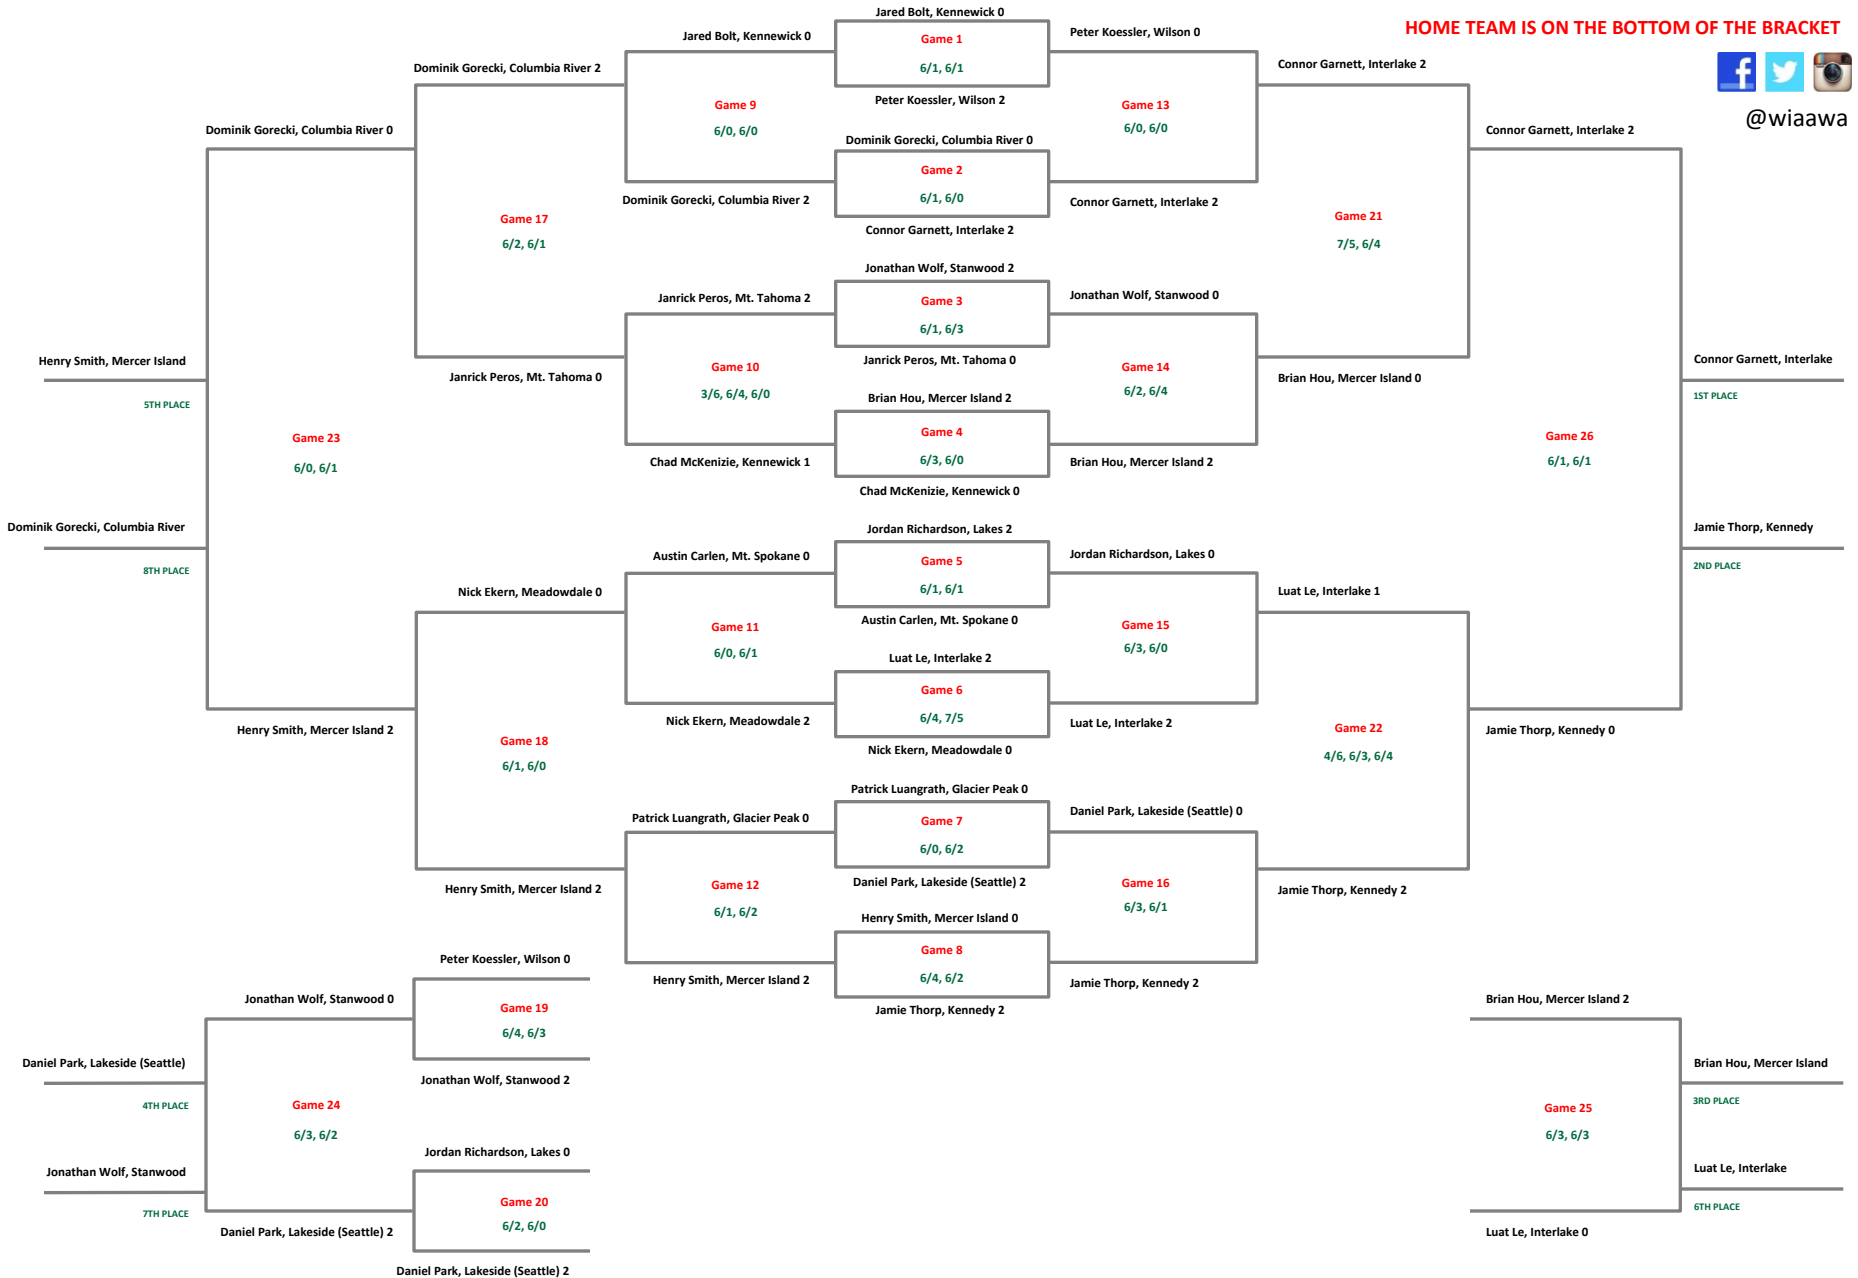 HOME TEAM IS ON THE BOTTOM OF THE BRACKET
@wiaawa
Jared Bolt, Kennewick 0
Game 1
6/1, 6/1
Peter Koessler, Wilson 2
Dominik Gorecki, Columbia River 0
Game 2
6/1, 6/0
Connor Garnett, Interlake 2
Jonathan Wolf, Stanwood 2
Game 3
6/1, 6/3
Janrick Peros, Mt. Tahoma 0
Brian Hou, Mercer Island 2
Game 4
6/3, 6/0
Chad McKenizie, Kennewick 0
Jordan Richardson, Lakes 2
Game 5
6/1, 6/1
Austin Carlen, Mt. Spokane 0
Luat Le, Interlake 2
Game 6
6/4, 7/5
Nick Ekern, Meadowdale 0
Patrick Luangrath, Glacier Peak 0
Game 7
6/0, 6/2
Daniel Park, Lakeside (Seattle) 2
Henry Smith, Mercer Island 0
Game 8
6/4, 6/2
Jamie Thorp, Kennedy 2
Jared Bolt, Kennewick 0
Game 9
6/0, 6/0
Dominik Gorecki, Columbia River 2
Janrick Peros, Mt. Tahoma 2
Game 10
3/6, 6/4, 6/0
Chad McKenizie, Kennewick 1
Austin Carlen, Mt. Spokane 0
Game 11
6/0, 6/1
Nick Ekern, Meadowdale 2
Patrick Luangrath, Glacier Peak 0
Game 12
6/1, 6/2
Henry Smith, Mercer Island 2
Peter Koessler, Wilson 0
Game 13
6/0, 6/0
Connor Garnett, Interlake 2
Jonathan Wolf, Stanwood 0
Game 14
6/2, 6/4
Brian Hou, Mercer Island 2
Jordan Richardson, Lakes 0
Game 15
6/3, 6/0
Luat Le, Interlake 2
Daniel Park, Lakeside (Seattle) 0
Game 16
6/3, 6/1
Jamie Thorp, Kennedy 2
Dominik Gorecki, Columbia River 2
Game 17
6/2, 6/1
Janrick Peros, Mt. Tahoma 0
Nick Ekern, Meadowdale 0
Game 18
6/1, 6/0
Henry Smith, Mercer Island 2
Peter Koessler, Wilson 0
Game 19
6/4, 6/3
Jonathan Wolf, Stanwood 2
Jordan Richardson, Lakes 0
Game 20
6/2, 6/0
Daniel Park, Lakeside (Seattle) 2
Connor Garnett, Interlake 2
Game 21
7/5, 6/4
Brian Hou, Mercer Island 0
Luat Le, Interlake 1
Game 22
4/6, 6/3, 6/4
Jamie Thorp, Kennedy 2
Dominik Gorecki, Columbia River 0
Game 23
6/0, 6/1
Henry Smith, Mercer Island 2
Henry Smith, Mercer Island
5TH PLACE
Dominik Gorecki, Columbia River
8TH PLACE
Jonathan Wolf, Stanwood 0
Game 24
6/3, 6/2
Daniel Park, Lakeside (Seattle) 2
Daniel Park, Lakeside (Seattle)
4TH PLACE
Jonathan Wolf, Stanwood
7TH PLACE
Brian Hou, Mercer Island 2
Game 25
6/3, 6/3
Luat Le, Interlake 0
Brian Hou, Mercer Island
3RD PLACE
Luat Le, Interlake
6TH PLACE
Connor Garnett, Interlake 2
Game 26
6/1, 6/1
Jamie Thorp, Kennedy 0
Connor Garnett, Interlake
1ST PLACE
Jamie Thorp, Kennedy
2ND PLACE